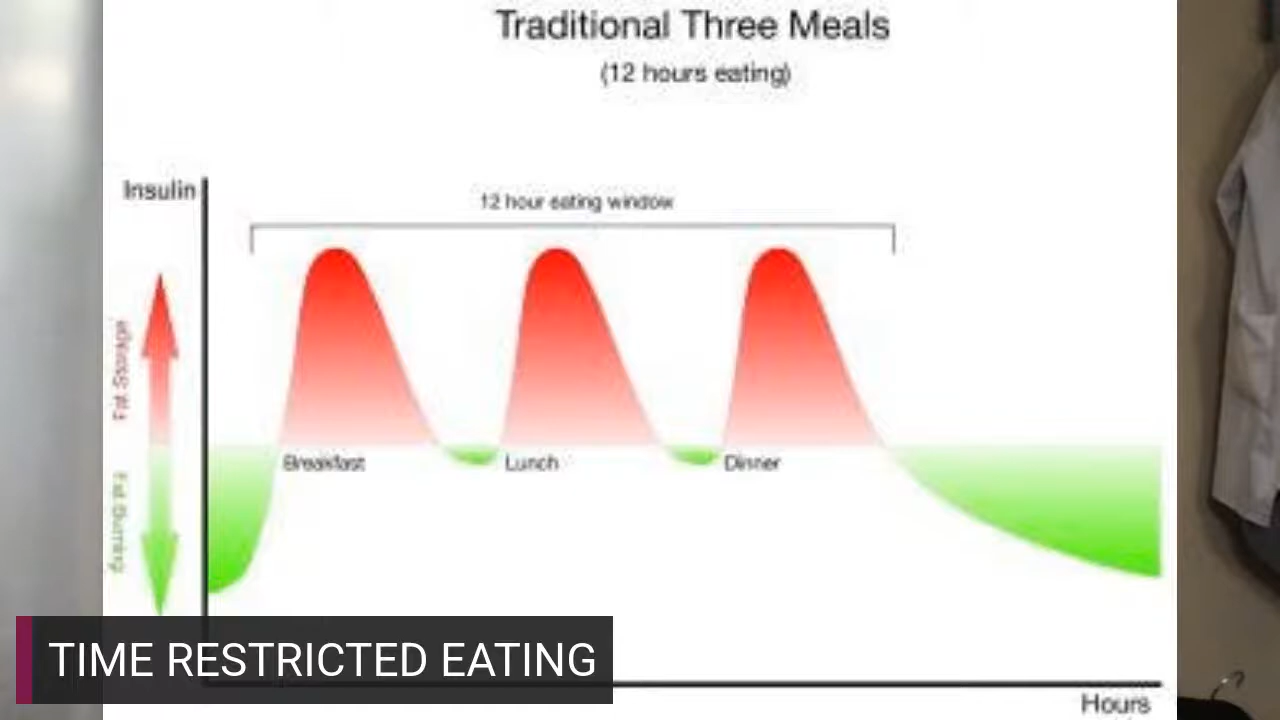 Traditional Three Meals
(12 hours eating)
Insulin
12 hour eating window
Fat Storage
Fat Burning
Breakfast
Lunch
Dinner
TIME RESTRICTED EATING
Hours